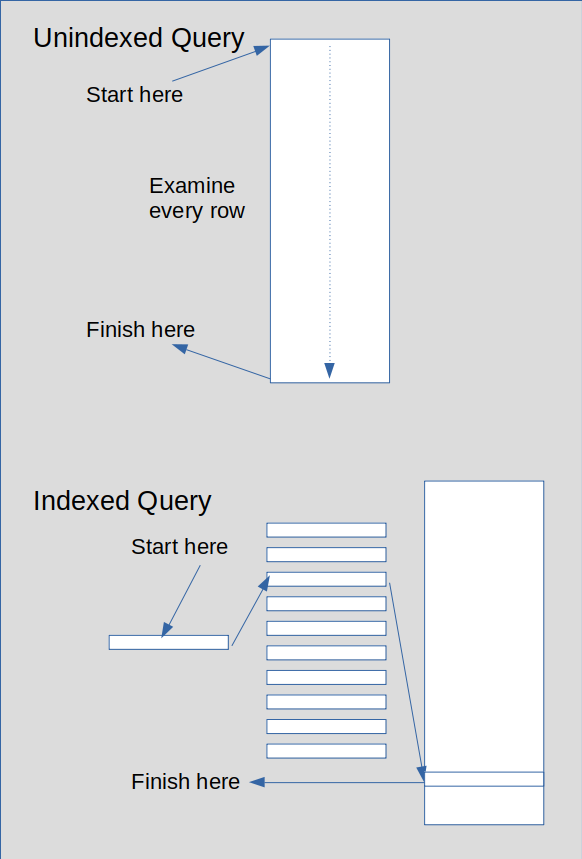 Unindexed Query
Start here
Examine
every row
Finish here
Indexed Query
Start here
Finish here